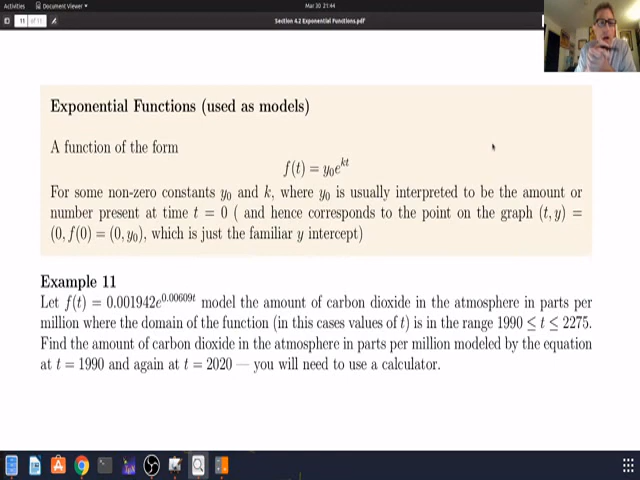 Activities Document Viewer Mar 30 21:44
11 of 11 Section 4.2 Exponential Functions.pdf
Exponential Functions (used as models)
A function of the form
f(t) = y₀eᵏᵗ
For some non-zero constants y₀ and k, where y₀ is usually interpreted to be the amount or
number present at time t = 0 ( and hence corresponds to the point on the graph (t, y) =
(0, f(0) = (0, y₀), which is just the familiar y intercept)
Example 11
Let f(t) = 0.001942e⁰·⁰⁰⁶⁰⁹ᵗ model the amount of carbon dioxide in the atmosphere in parts per
million where the domain of the function (in this cases values of t) is in the range 1990 ≤ t ≤ 2275.
Find the amount of carbon dioxide in the atmosphere in parts per million modeled by the equation
at t = 1990 and again at t = 2020 — you will need to use a calculator.